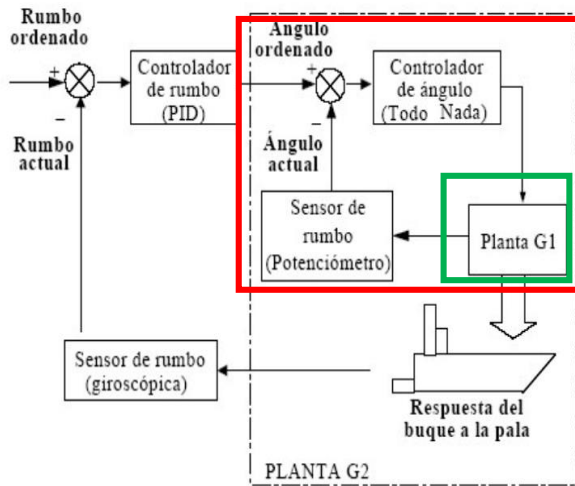 Rumbo
ordenado
Ángulo
ordenado
Controlador
de rumbo
(PID)
Controlador
de ángulo
(Todo Nada)
+
−
+
−
Rumbo
actual
Ángulo
actual
Sensor de
rumbo
(Potenciómetro)
Planta G1
Sensor de rumbo
(giroscópica)
Respuesta del
buque a la pala
PLANTA G2